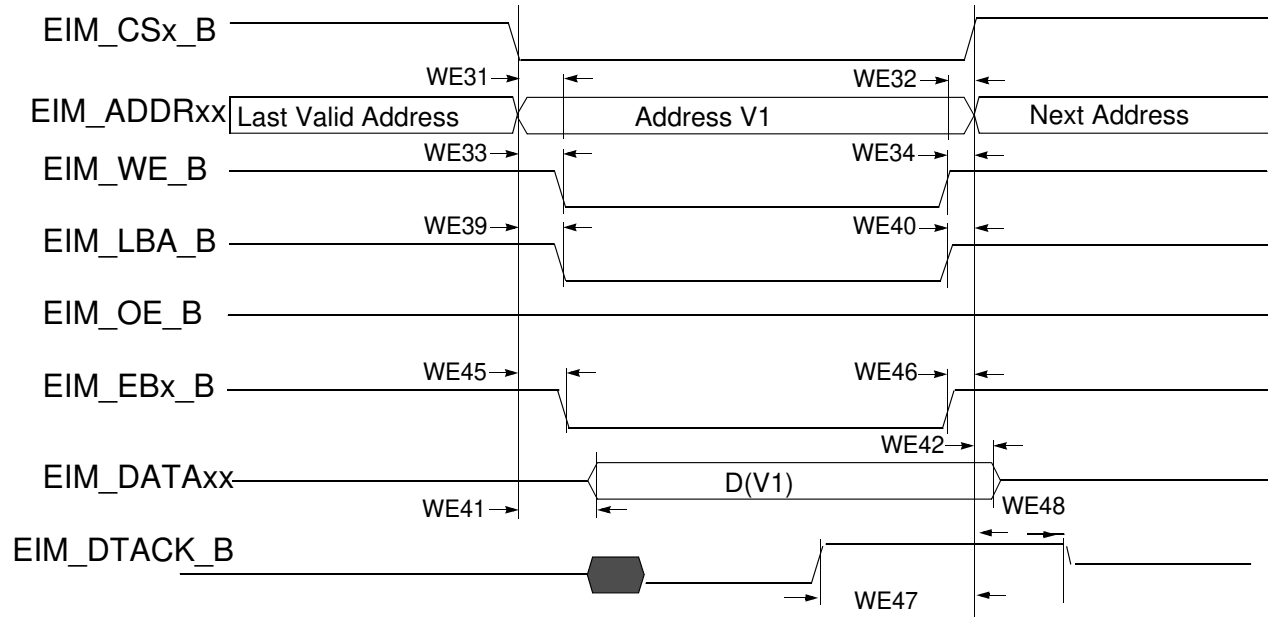 EIM_CSx_B
WE31
WE32
EIM_ADDRxx
Last Valid Address
Address V1
Next Address
WE33
WE34
EIM_WE_B
WE39
WE40
EIM_LBA_B
EIM_OE_B
WE45
WE46
EIM_EBx_B
WE42
EIM_DATAxx
D(V1)
WE41
WE48
EIM_DTACK_B
WE47